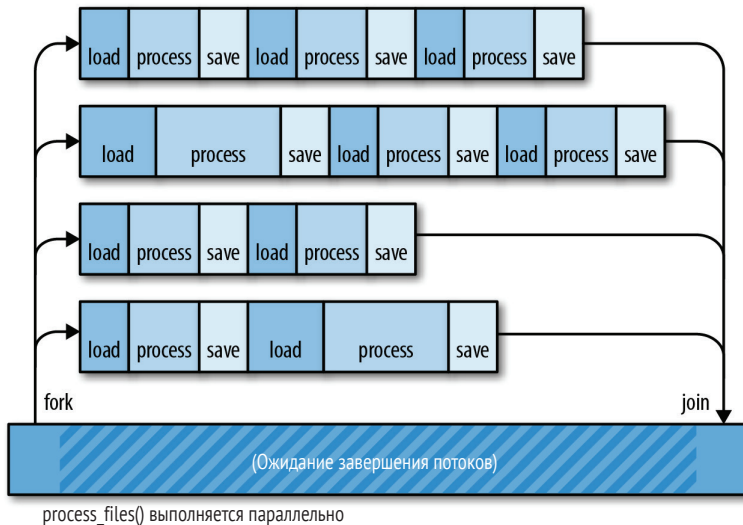 load process save load process save load process save
load process save load process save load process save
load process save load process save
load process save load process save
fork join
(Ожидание завершения потоков)
process_files() выполняется параллельно